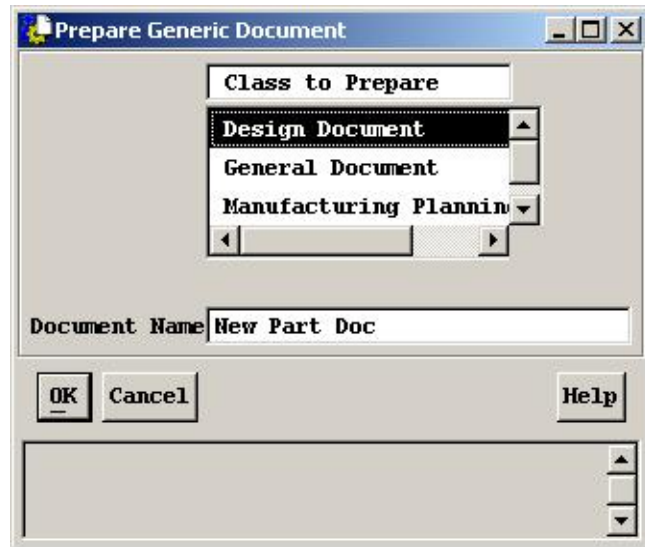 Prepare Generic Document
Class to Prepare
Design Document
General Document
Manufacturing Plannin
Document Name New Part Doc
OK Cancel Help